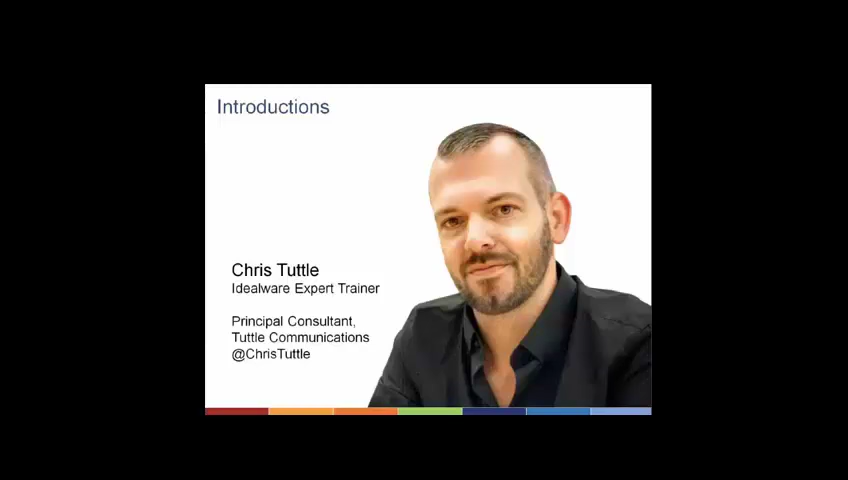 Introductions
Chris Tuttle
Idealware Expert Trainer
Principal Consultant,
Tuttle Communications
@ChrisTuttle